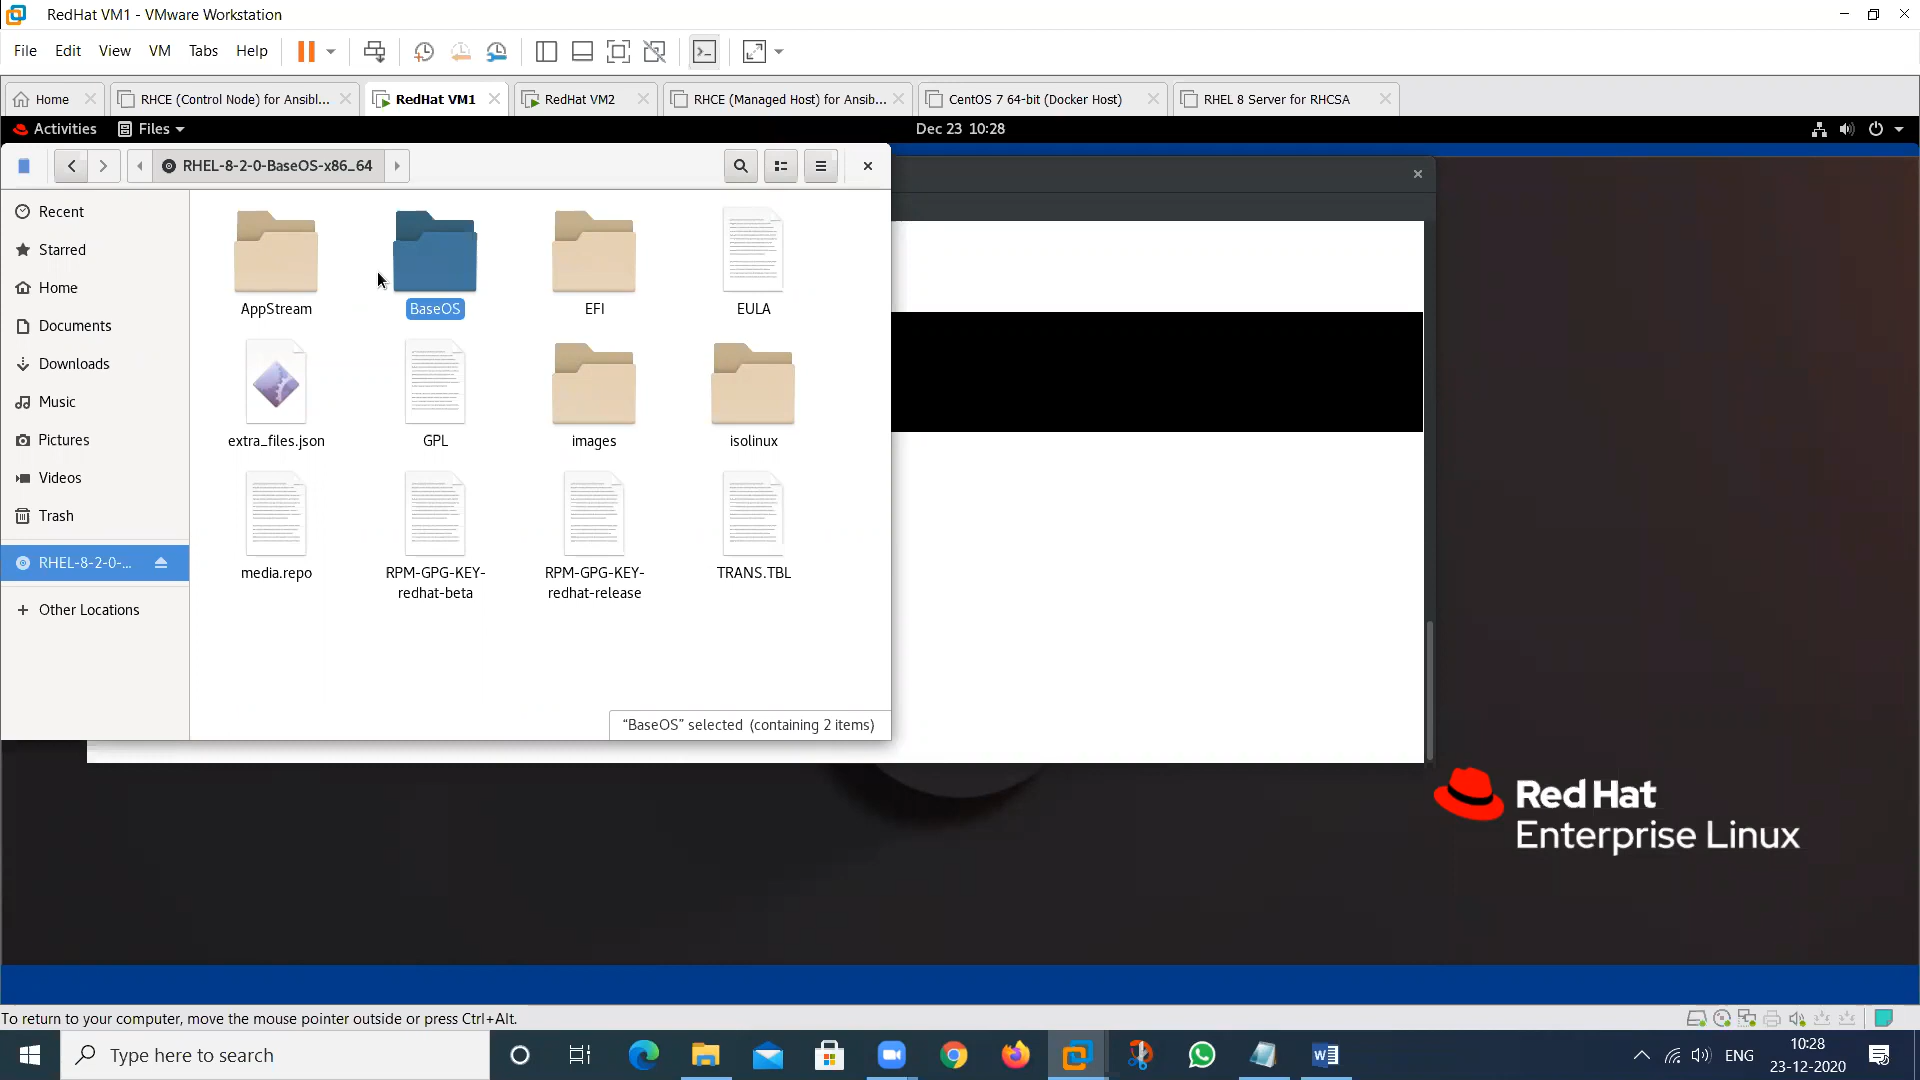 RedHat VM1 - VMware Workstation
File Edit View VM Tabs Help
Home
RHCE (Control Node) for Ansibl...
RedHat VM1
RedHat VM2
RHCE (Managed Host) for Ansib...
CentOS 7 64-bit (Docker Host)
RHEL 8 Server for RHCSA
Activities Files Dec 23 10:28
RHEL-8-2-0-BaseOS-x86_64
Recent
Starred
Home
Documents
Downloads
Music
Pictures
Videos
Trash
RHEL-8-2-0-...
Other Locations
AppStream
BaseOS
EFI
EULA
extra_files.json
GPL
images
isolinux
media.repo
RPM-GPG-KEY-
redhat-beta
RPM-GPG-KEY-
redhat-release
TRANS.TBL
“BaseOS” selected (containing 2 items)
Red Hat
Enterprise Linux
To return to your computer, move the mouse pointer outside or press Ctrl+Alt.
Type here to search
ENG
10:28
23-12-2020